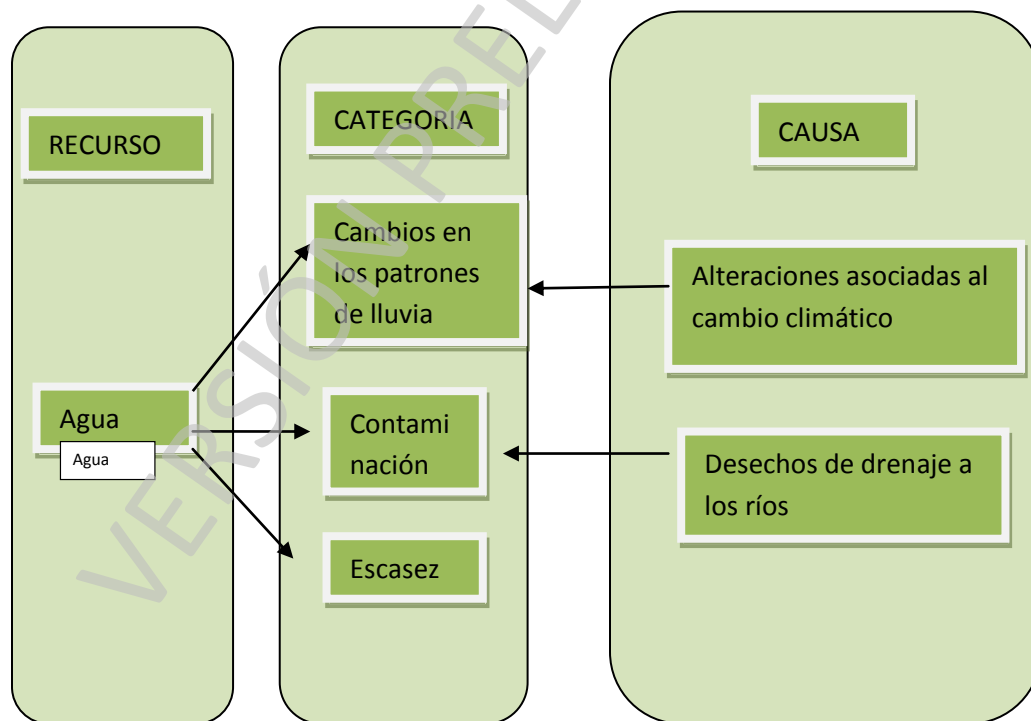 RECURSO
CATEGORIA
CAUSA
Cambios en
los patrones
de lluvia
Alteraciones asociadas al
cambio climático
Agua
Agua
Contami
nación
Desechos de drenaje a
los ríos
Escasez
VERSIÓN PREL